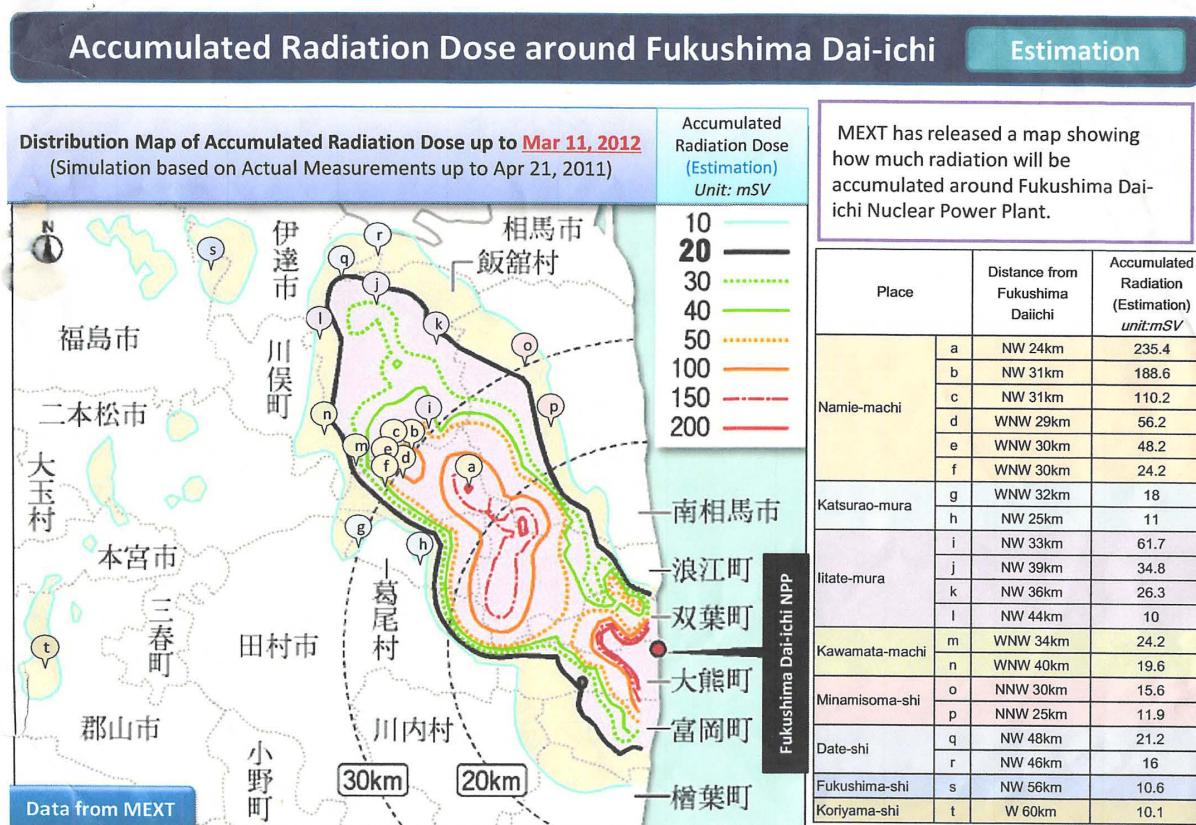 Accumulated Radiation Dose around Fukushima Dai-ichi
Estimation
Distribution Map of Accumulated Radiation Dose up to Mar 11, 2012
(Simulation based on Actual Measurements up to Apr 21, 2011)
Accumulated
Radiation Dose
(Estimation)
Unit: mSV
10
20
30
40
50
100
150
200
MEXT has released a map showing
how much radiation will be
accumulated around Fukushima Dai-
ichi Nuclear Power Plant.
N
相馬市
飯舘村
伊達市
福島市
川俣町
二本松市
大玉村
本宮市
三春町
田村市
葛尾村
郡山市
小野町
川内村
南相馬市
浪江町
双葉町
大熊町
富岡町
楢葉町
s
r
q
j
l
k
o
n
i
p
c
b
m
e
d
f
a
g
h
t
30km
20km
Fukushima Dai-ichi NPP
Data from MEXT
Place
Distance from
Fukushima
Daiichi
Accumulated
Radiation
(Estimation)
unit:mSV
Namie-machi
a NW 24km 235.4
b NW 31km 188.6
c NW 31km 110.2
d WNW 29km 56.2
e WNW 30km 48.2
f WNW 30km 24.2
Katsurao-mura
g WNW 32km 18
h NW 25km 11
Iitate-mura
i NW 33km 61.7
j NW 39km 34.8
k NW 36km 26.3
l NW 44km 10
Kawamata-machi
m WNW 34km 24.2
n WNW 40km 19.6
Minamisoma-shi
o NNW 30km 15.6
p NNW 25km 11.9
Date-shi
q NW 48km 21.2
r NW 46km 16
Fukushima-shi s NW 56km 10.6
Koriyama-shi t W 60km 10.1